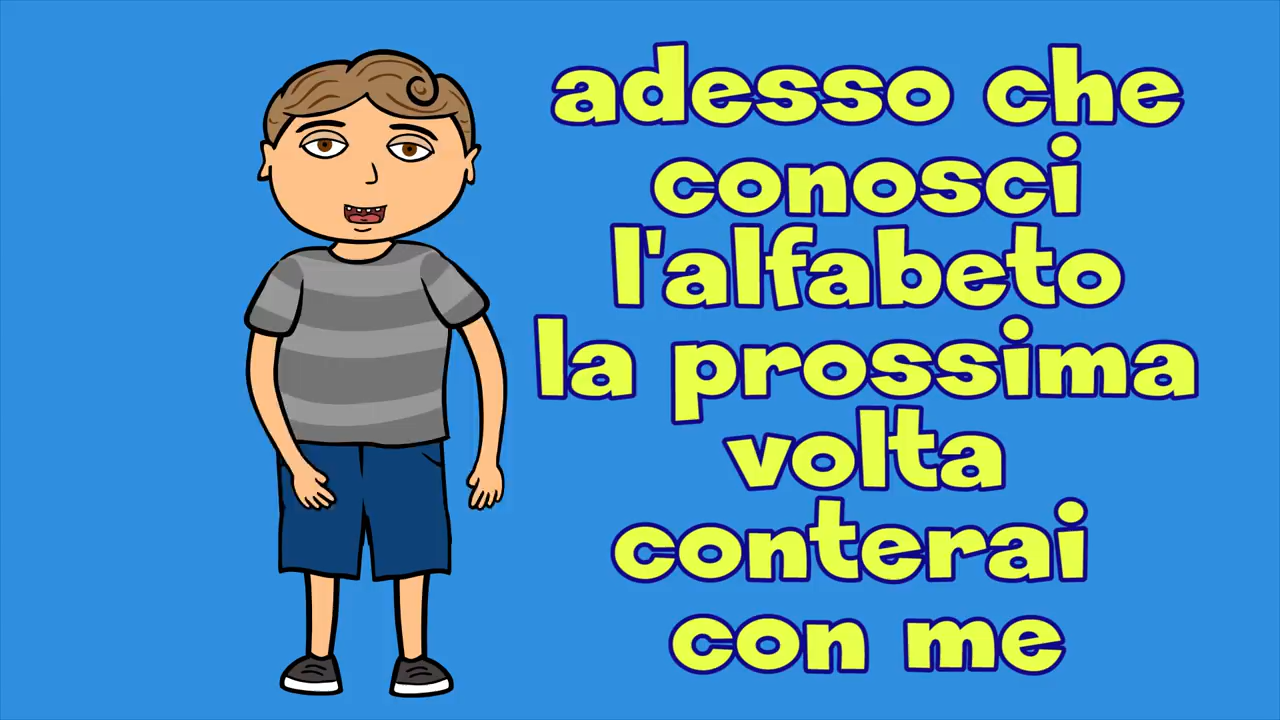 adesso che
conosci
l'alfabeto
la prossima
volta
conterai
con me